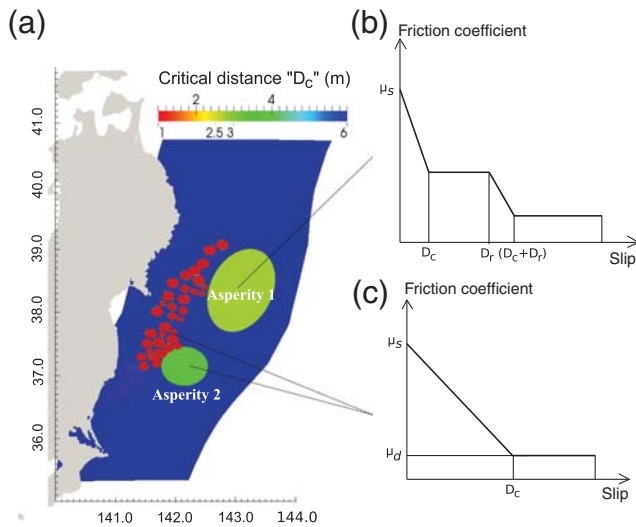 (a)
Critical distance "D_C" (m)
2 4
1 2.5 3 6
41.0
40.0
39.0
38.0
37.0
36.0
Asperity 1
Asperity 2
141.0 142.0 143.0 144.0
(b)
Friction coefficient
μ_s
D_c D_r (D_c+D_r)
Slip
(c)
Friction coefficient
μ_s
μ_d
D_c
Slip